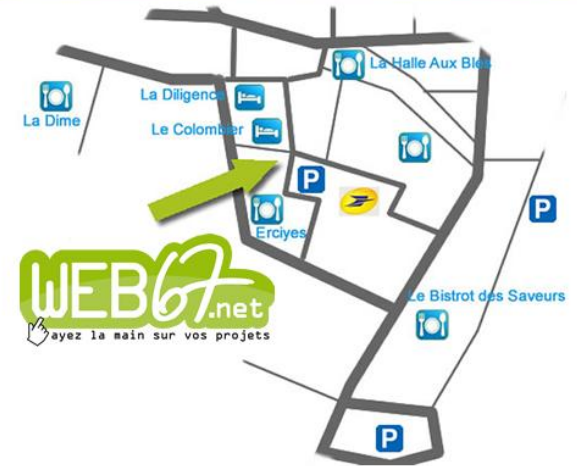 La Halle Aux Bles
La Diligence
La Dime
Le Colombier
P
P
Erciyes
WEB67.net
ayez la main sur vos projets
Le Bistrot des Saveurs
P